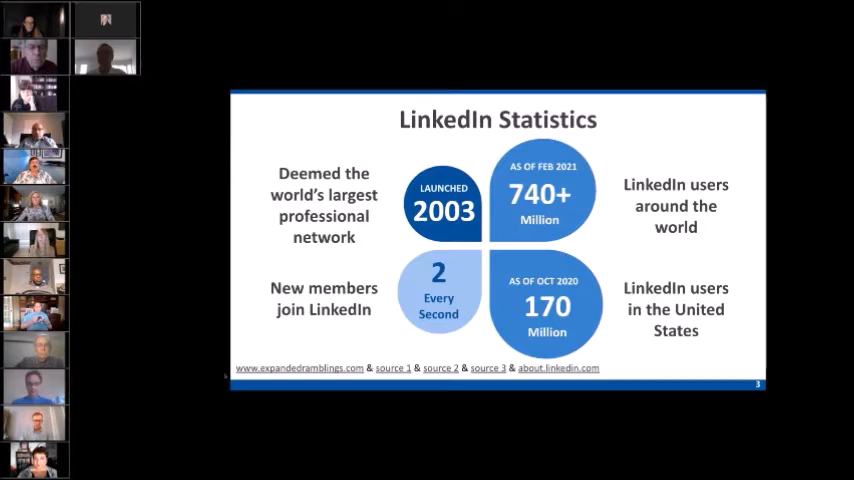 LinkedIn Statistics
Deemed the
world's largest
professional
network
LAUNCHED
2003
AS OF FEB 2021
740+
Million
LinkedIn users
around the
world
New members
join LinkedIn
2
Every
Second
AS OF OCT 2020
170
Million
LinkedIn users
in the United
States
www.expandedramblings.com & source 1 & source 2 & source 3 & about.linkedin.com
3